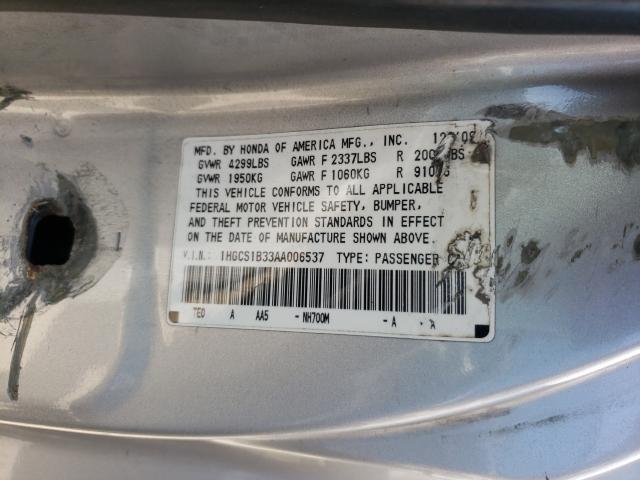 MFD. BY HONDA OF AMERICA MFG., INC.
GVWR 4299LBS GAWR F 2337LBS R
GVWR 1950KG GAWR F 1060KG R
THIS VEHICLE CONFORMS TO ALL APPLICABLE
FEDERAL MOTOR VEHICLE SAFETY, BUMPER,
AND THEFT PREVENTION STANDARDS IN EFFECT
ON THE DATE OF MANUFACTURE SHOWN ABOVE.
V.I.N.: 1HGCS1B33AA006537 TYPE: PASSENGER
TE0 A AA5 - NH700M - A - A